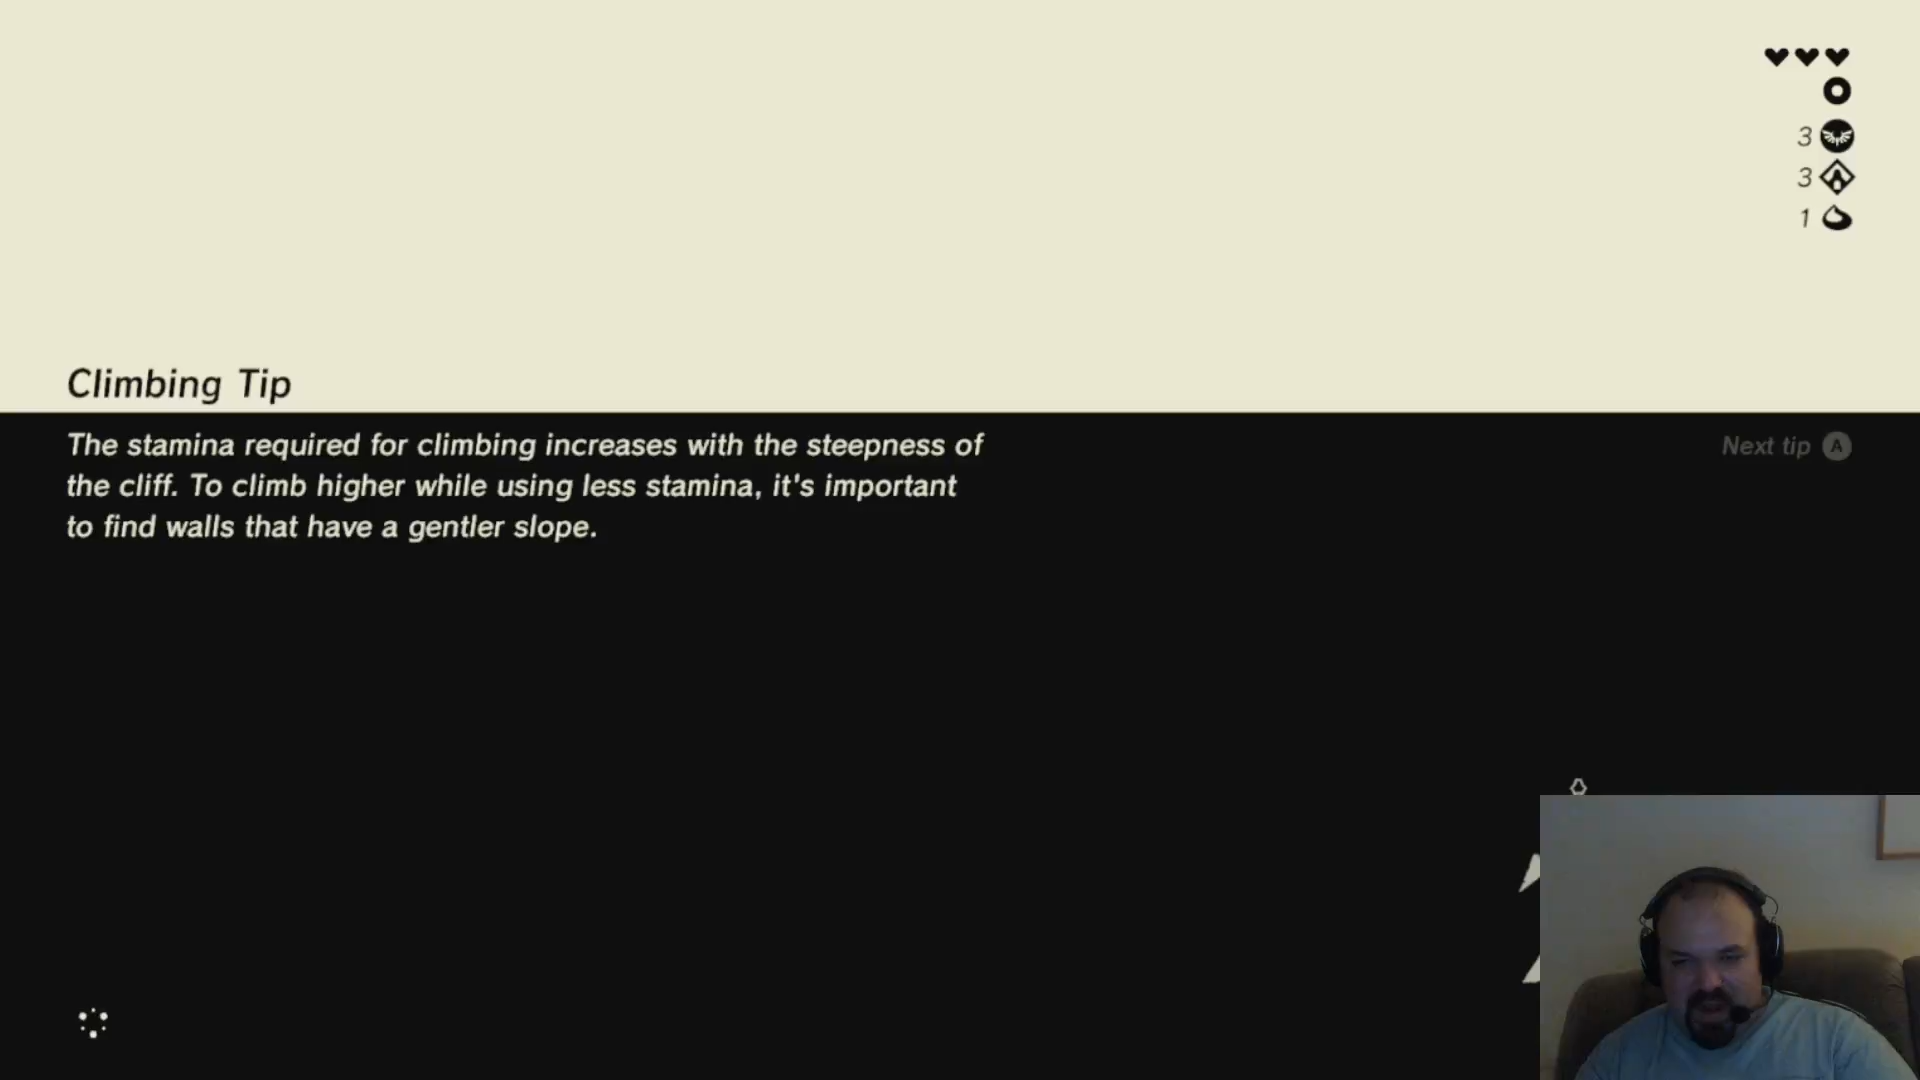 3
3
1
Climbing Tip
The stamina required for climbing increases with the steepness of
the cliff. To climb higher while using less stamina, it's important
to find walls that have a gentler slope.
Next tip A